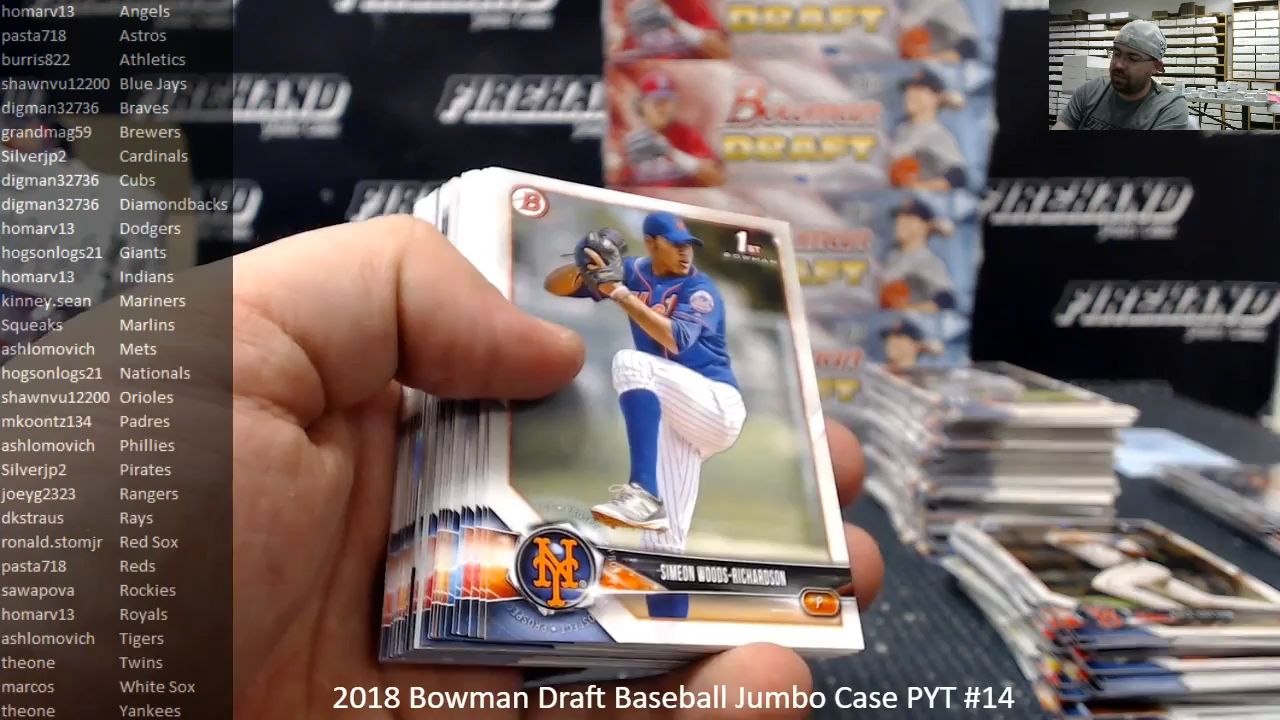 homarv13 Angels
pasta718 Astros
burris822 Athletics
shawnvu12200 Blue Jays
digman32736 Braves
grandmag59 Brewers
Silverjp2 Cardinals
digman32736 Cubs
digman32736 Diamondbacks
homarv13 Dodgers
hogsonlogs21 Giants
homarv13 Indians
kinney.sean Mariners
Squeaks Marlins
ashlomovich Mets
hogsonlogs21 Nationals
shawnvu12200 Orioles
mkoontz134 Padres
ashlomovich Phillies
Silverjp2 Pirates
joeyg2323 Rangers
dkstraus Rays
ronald.stomjr Red Sox
pasta718 Reds
sawapova Rockies
homarv13 Royals
ashlomovich Tigers
theone Twins
marcos White Sox
theone Yankees
DRAFT
Bowman
DRAFT
FIREHAND
FIREHAND
FIREHAND
B
1ST
BOWMAN
NY
SIMEON WOODS-RICHARDSON
P
2018 Bowman Draft Baseball Jumbo Case PYT #14